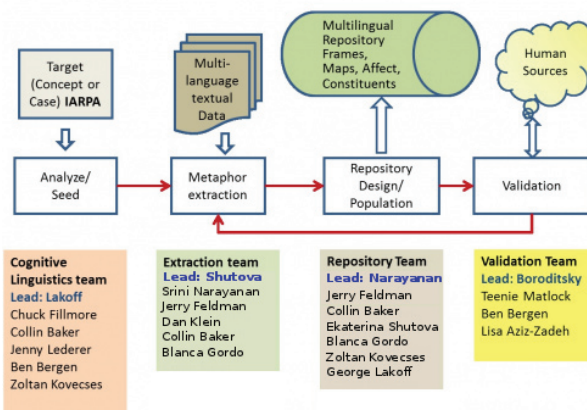 Target
(Concept or
Case) IARPA
Multi-
language
textual
Data
Multilingual
Repository
Frames,
Maps, Affect,
Constituents
Human
Sources
Analyze/
Seed
Metaphor
extraction
Repository
Design/
Population
Validation
Cognitive
Linguistics team
Lead: Lakoff
Chuck Fillmore
Collin Baker
Jenny Lederer
Ben Bergen
Zoltan Kovecses
Extraction team
Lead: Shutova
Srini Narayanan
Jerry Feldman
Dan Klein
Collin Baker
Blanca Gordo
Repository Team
Lead: Narayanan
Jerry Feldman
Collin Baker
Ekaterina Shutova
Blanca Gordo
Zoltan Kovecses
George Lakoff
Validation Team
Lead: Boroditsky
Teenie Matlock
Ben Bergen
Lisa Aziz-Zadeh